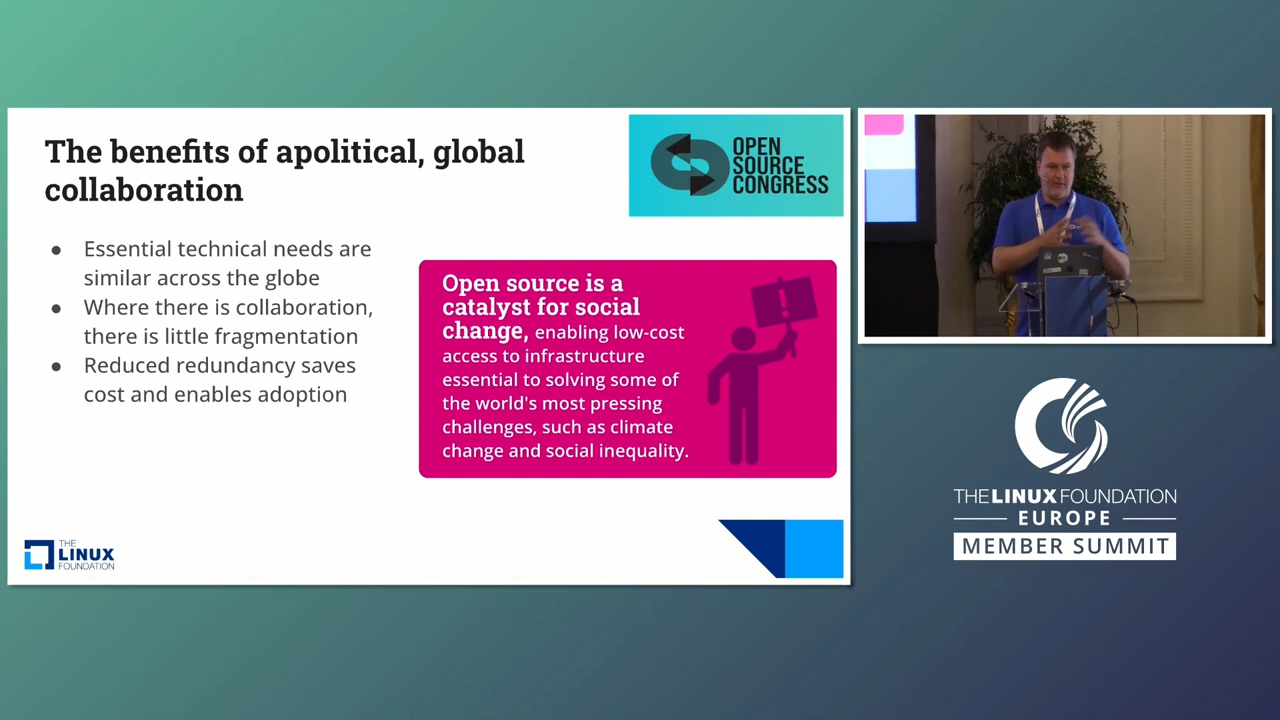 The benefits of apolitical, global
collaboration
OPEN
SOURCE
CONGRESS
● Essential technical needs are
similar across the globe
● Where there is collaboration,
there is little fragmentation
● Reduced redundancy saves
cost and enables adoption
Open source is a
catalyst for social
change, enabling low-cost
access to infrastructure
essential to solving some of
the world's most pressing
challenges, such as climate
change and social inequality.
!
THE
LINUX
FOUNDATION
THE LINUX FOUNDATION
EUROPE
MEMBER SUMMIT